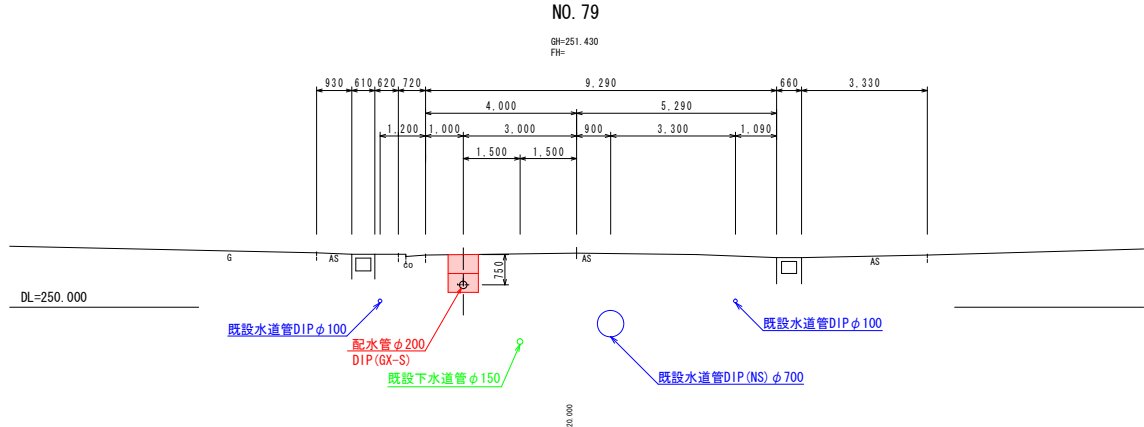 NO. 79
GH=251.430
FH=
930 610 620 720 9,290 660 3,330
4,000 5,290
1,200 1,000 3,000 900 3,300 1,090
1,500 1,500
G AS CO 750 AS AS
DL=250.000
既設水道管DIPφ100
配水管φ200
DIP(GX-S)
既設下水道管φ150
既設水道管DIP(NS)φ700
既設水道管DIPφ100
20.000